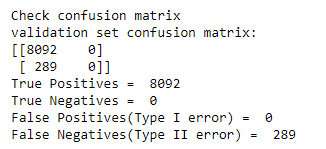 Check confusion matrix
validation set confusion matrix:
[[8092    0]
 [ 289    0]]
True Positives =  8092
True Negatives =  0
False Positives(Type I error) =  0
False Negatives(Type II error) =  289